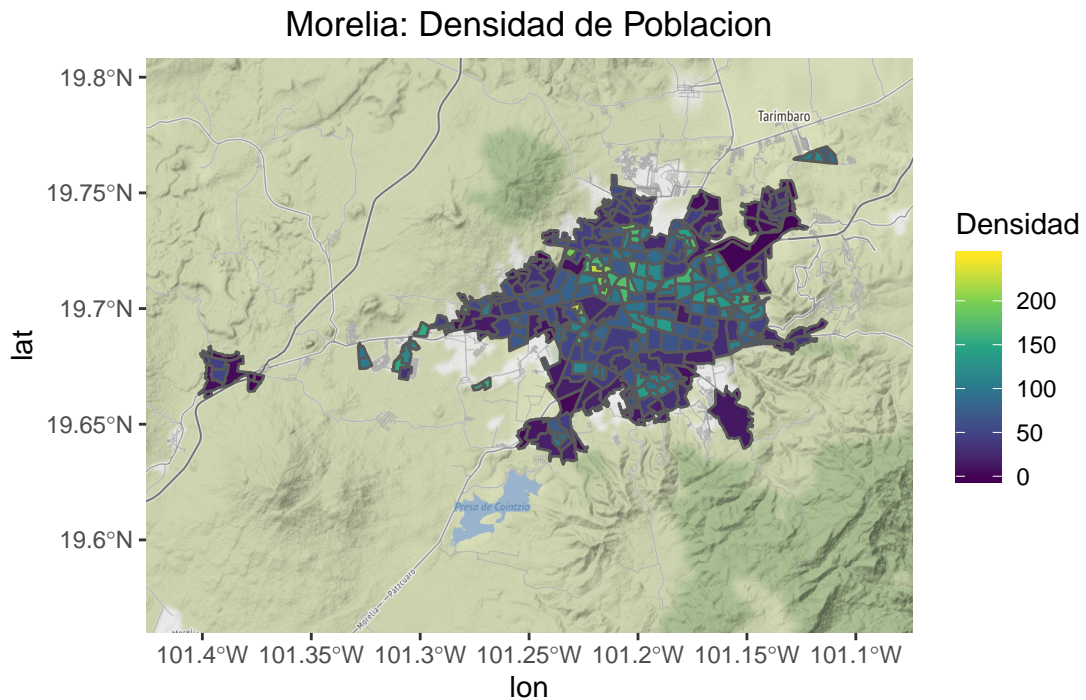 Morelia: Densidad de Poblacion
19.8°N
19.75°N
19.7°N
19.65°N
19.6°N
lat
Tarimbaro
Presa de Cointzio
Morelia - Patzcuaro
101.4°W
101.35°W
101.3°W
101.25°W
101.2°W
101.15°W
101.1°W
lon
Densidad
200
150
100
50
0